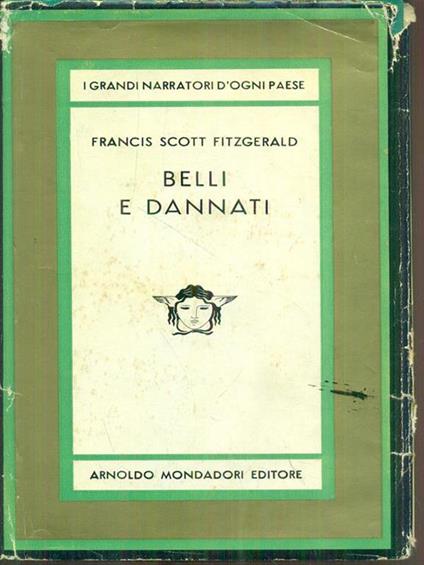 I GRANDI NARRATORI D'OGNI PAESE
FRANCIS SCOTT FITZGERALD
BELLI
E DANNATI
ARNOLDO MONDADORI EDITORE